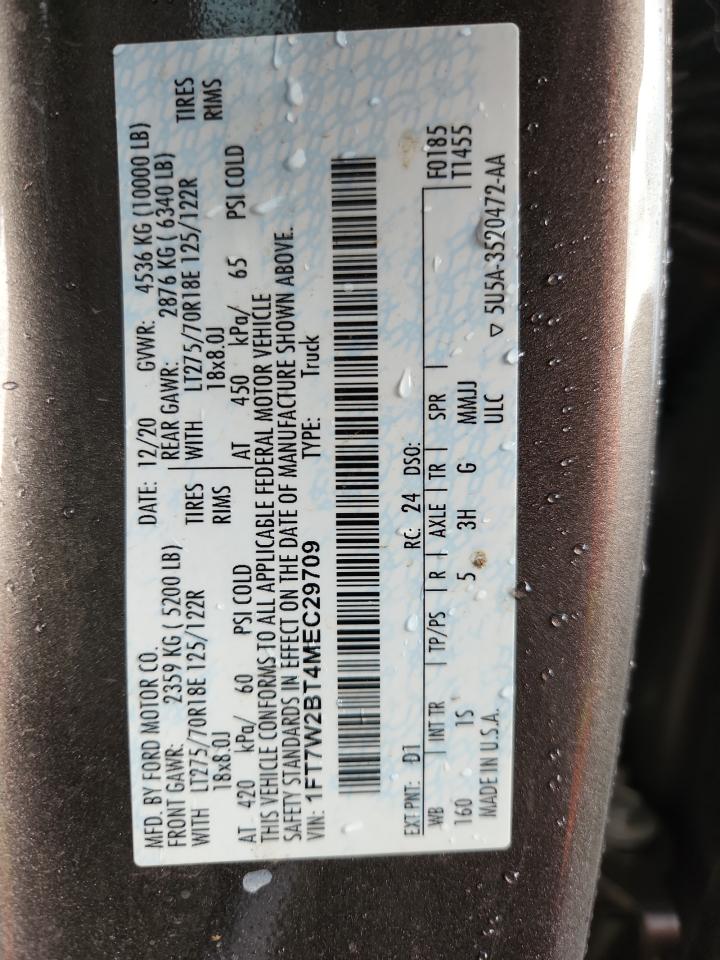 MFD. BY FORD MOTOR CO. DATE: 12/20 GVWR: 4536 KG (10000 LB)
FRONT GAWR: 2359 KG ( 5200 LB) REAR GAWR: 2876 KG ( 6340 LB)
WITH LT275/70R18E 125/122R TIRES WITH LT275/70R18E 125/122R TIRES
18x8.0J RIMS 18x8.0J RIMS
AT 420 kPa/ 60 PSI COLD AT 450 kPa/ 65 PSI COLD
THIS VEHICLE CONFORMS TO ALL APPLICABLE FEDERAL MOTOR VEHICLE
SAFETY STANDARDS IN EFFECT ON THE DATE OF MANUFACTURE SHOWN ABOVE.
VIN: 1FT7W2BT4MEC29709 TYPE: Truck
EXT PNT: D1 RC: 24 DSO: F0185
WB INT TR TP/PS R AXLE TR SPR T1455
160 1S 5 3H G MMJJ
MADE IN U.S.A. ULC ▽ 5U5A-3520472-AA